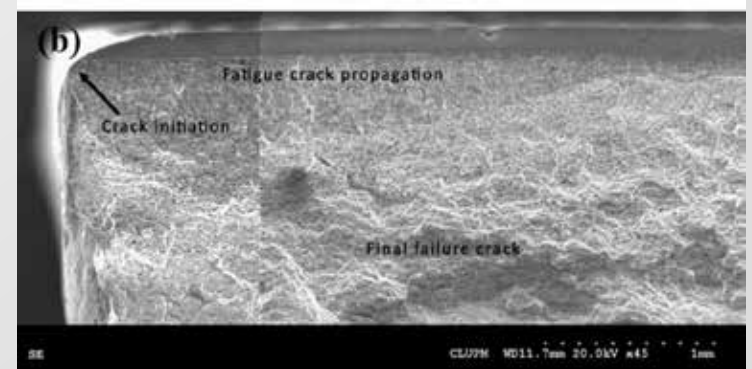 (b)
Fatigue crack propagation
Crack initiation
Final failure crack
SE
CLUPM WD11.7mm 20.0kV x45 1mm